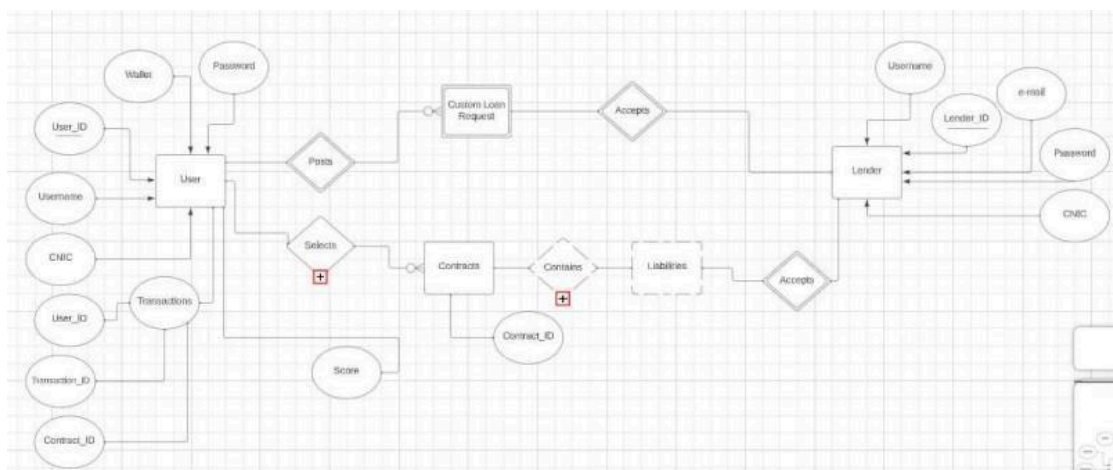 Wallet
Password
User_ID
User
Username
CNIC
User_ID
Transactions
Transaction_ID
Contract_ID
Score
Posts
Custom Loan
Request
Accepts
Selects
Contracts
Contract_ID
Contains
Liabilities
Accepts
Username
e-mail
Lender_ID
Password
Lender
CNIC